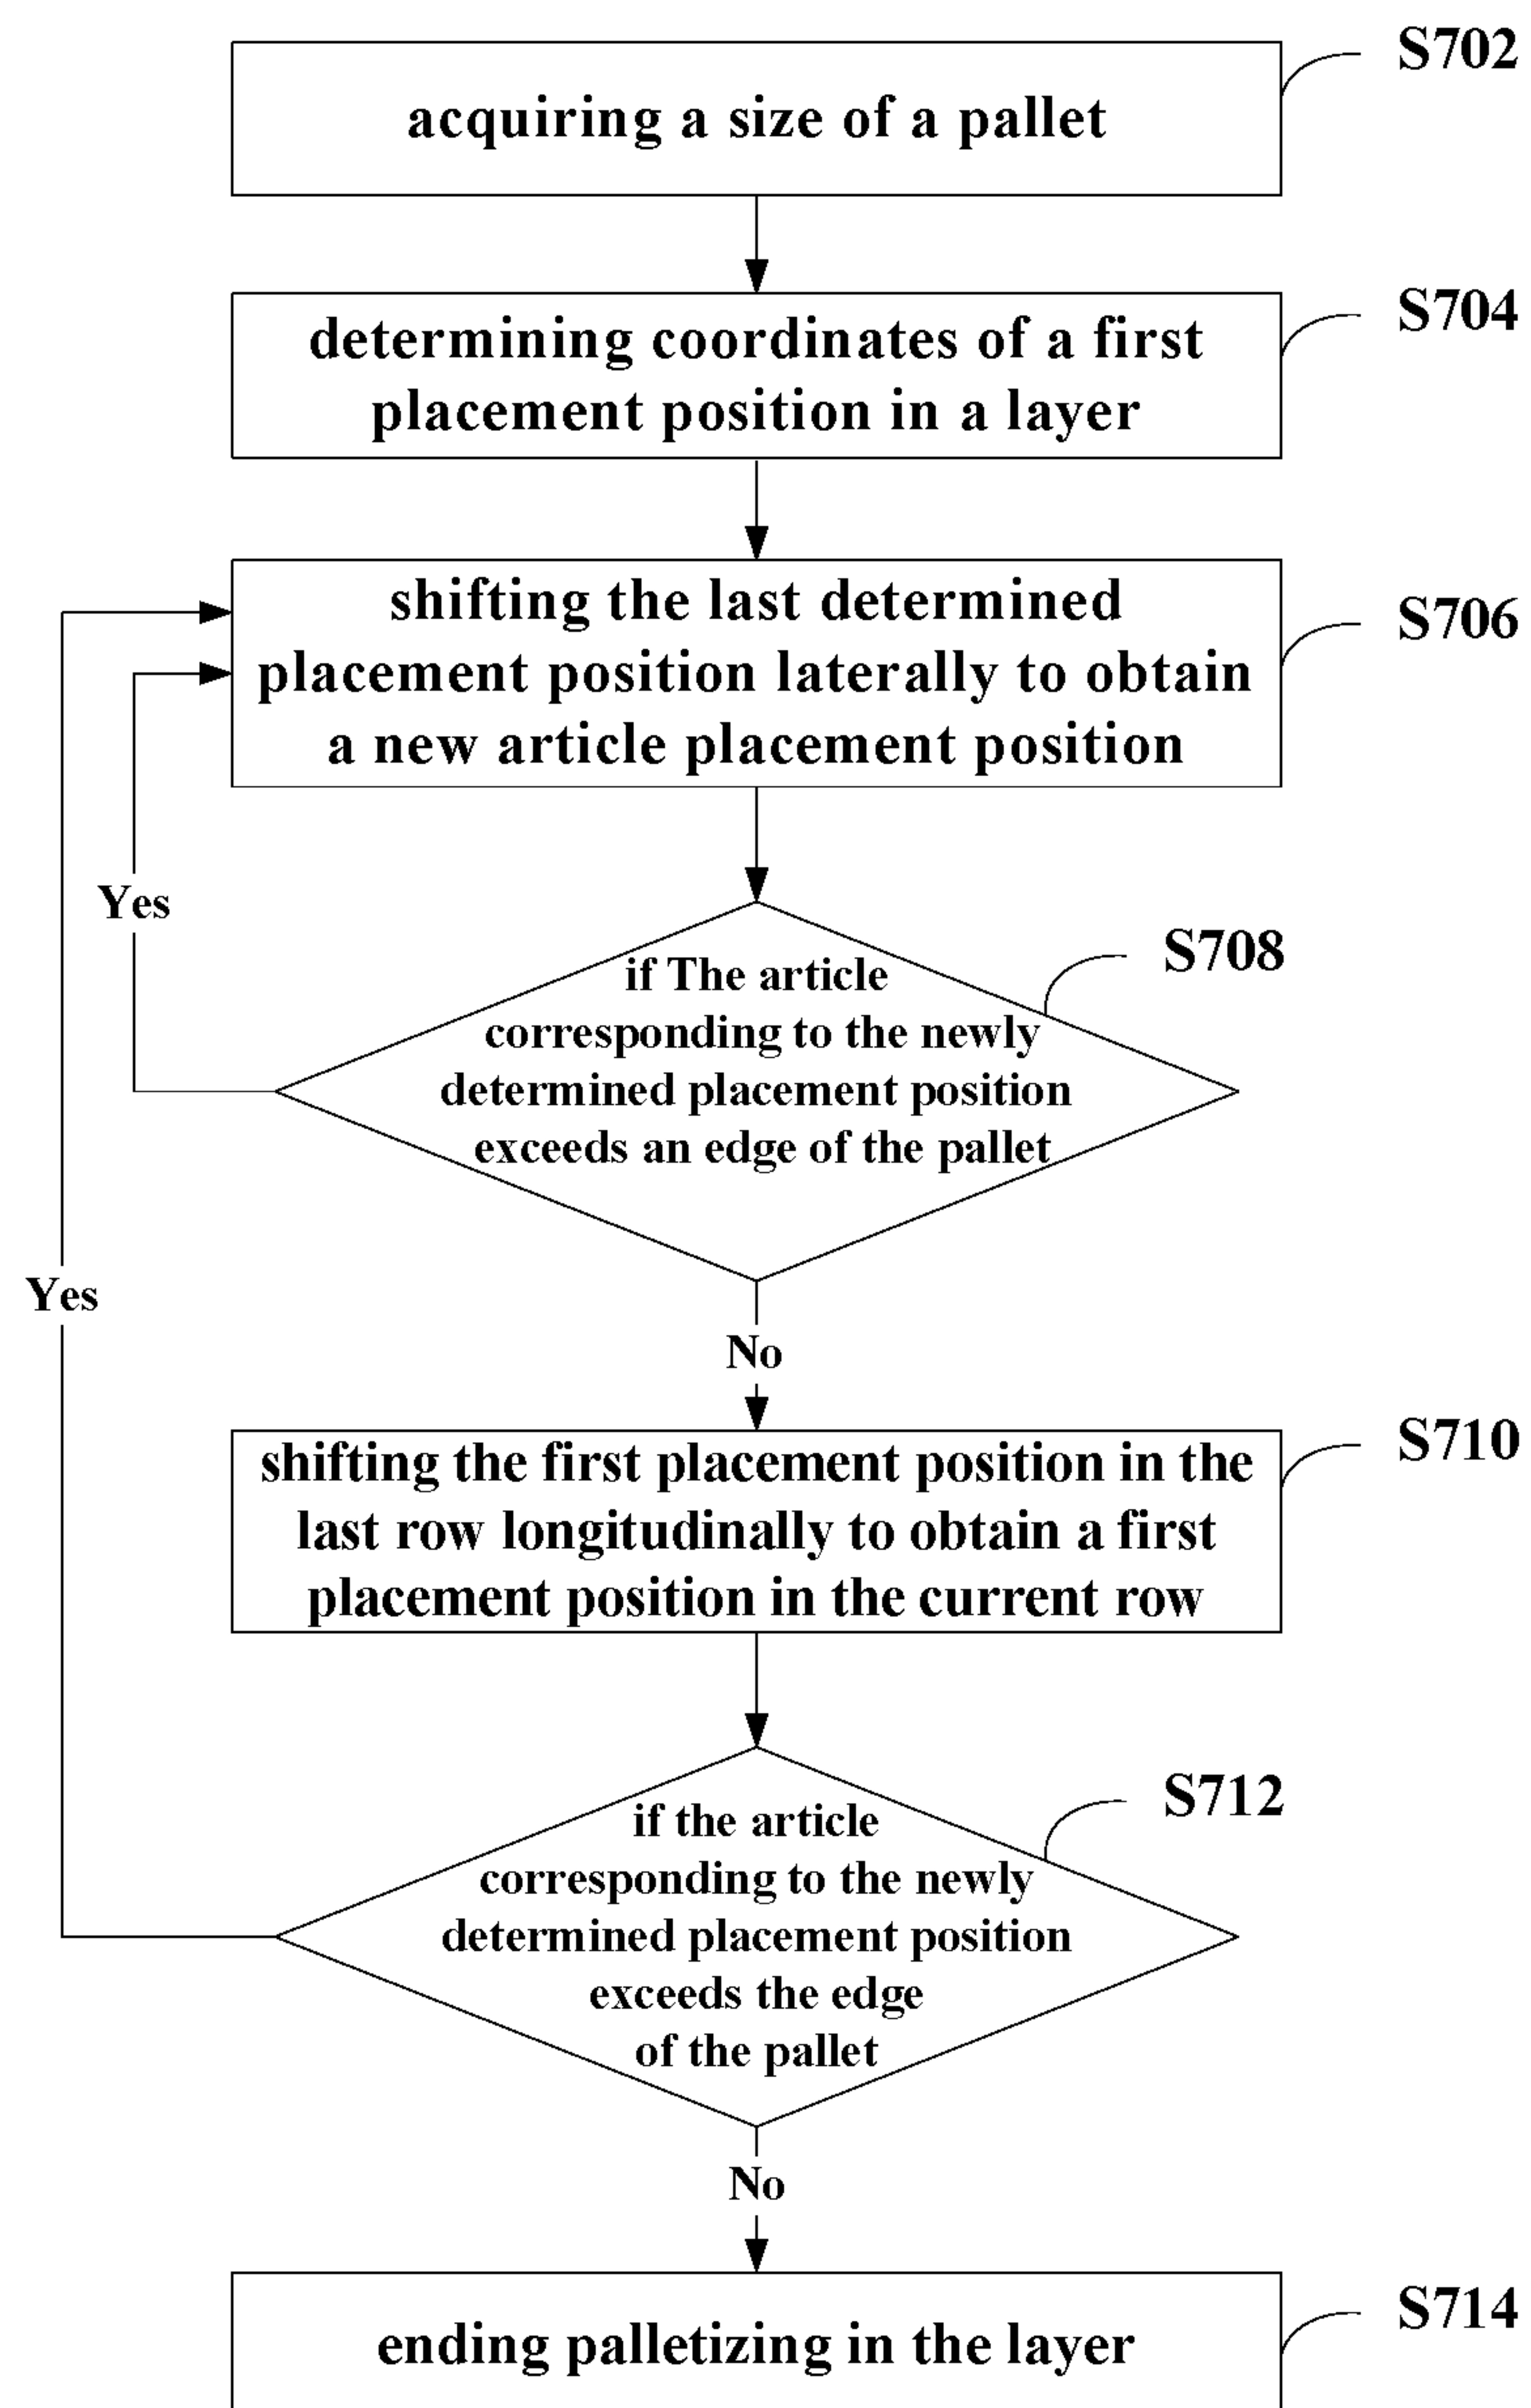 S702
acquiring a size of a pallet
S704
determining coordinates of a first
placement position in a layer
S706
shifting the last determined
placement position laterally to obtain
a new article placement position
Yes
S708
if The article
corresponding to the newly
determined placement position
exceeds an edge of the pallet
Yes
No
S710
shifting the first placement position in the
last row longitudinally to obtain a first
placement position in the current row
S712
if the article
corresponding to the newly
determined placement position
exceeds the edge
of the pallet
No
S714
ending palletizing in the layer